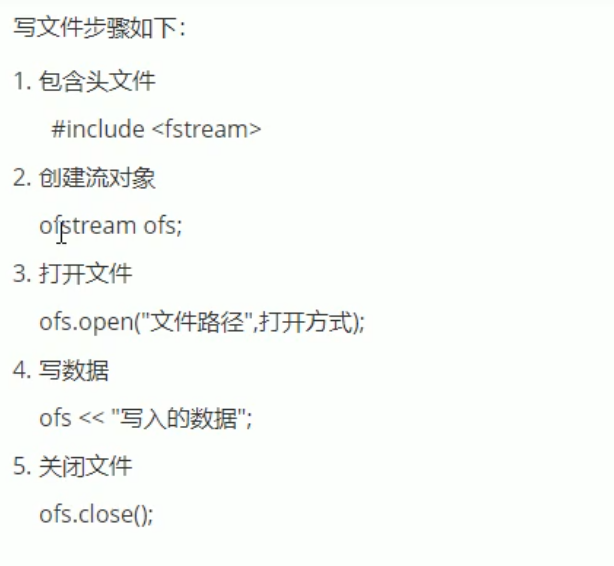 写文件步骤如下：
1. 包含头文件
#include <fstream>
2. 创建流对象
ofstream ofs;
3. 打开文件
ofs.open("文件路径",打开方式);
4. 写数据
ofs << "写入的数据";
5. 关闭文件
ofs.close();